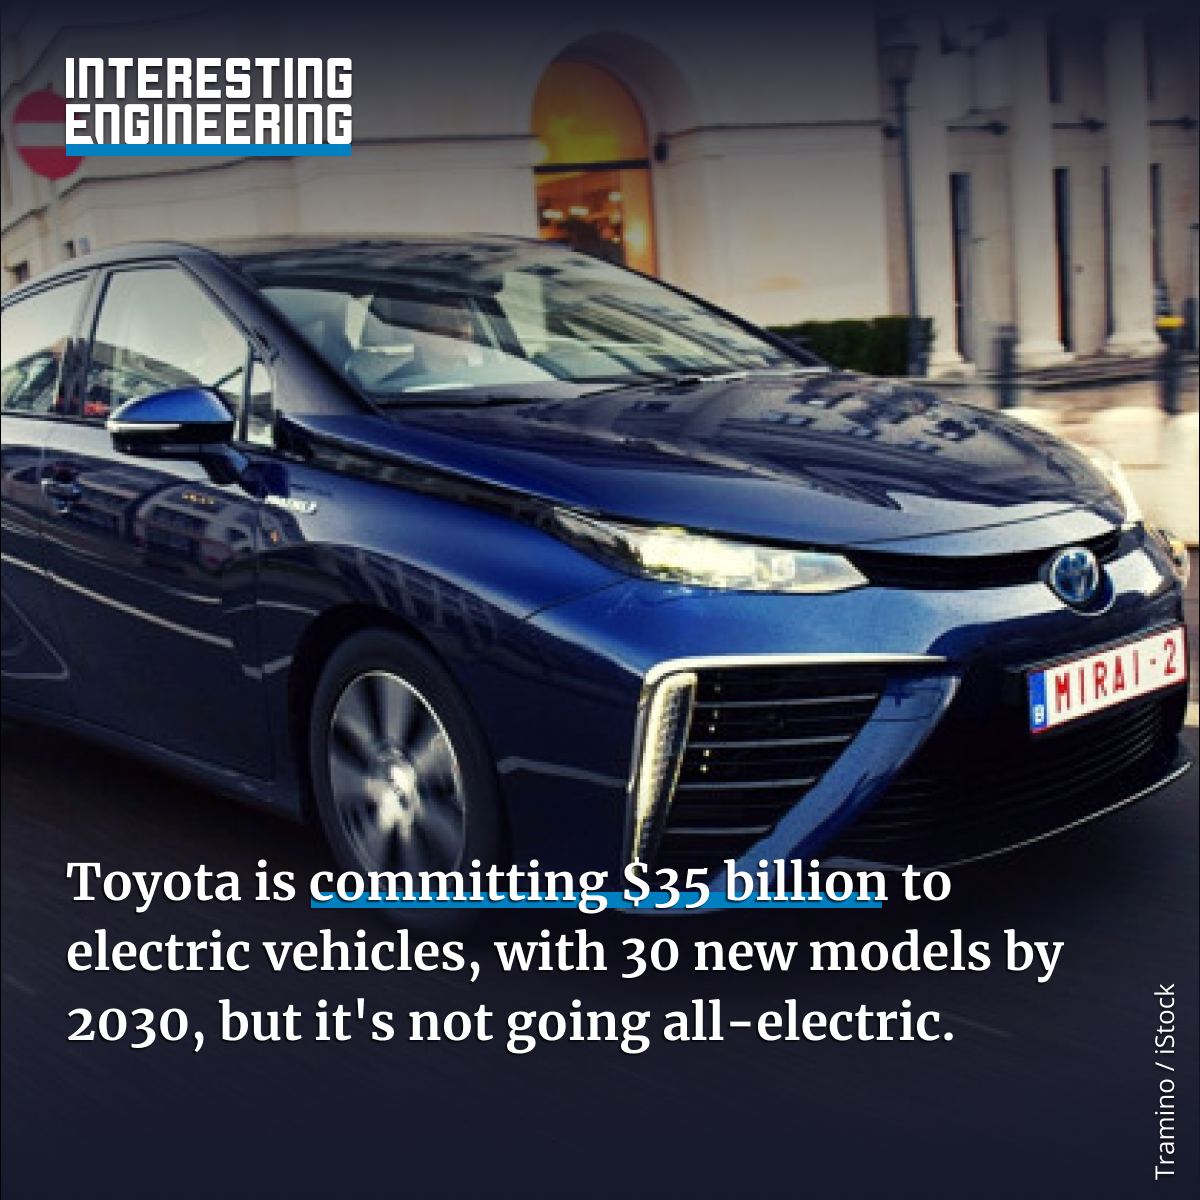 INTERESTING
ENGINEERING
MIRAI-2
B
Toyota is committing $35 billion to
electric vehicles, with 30 new models by
2030, but it's not going all-electric.
Tramino / iStock